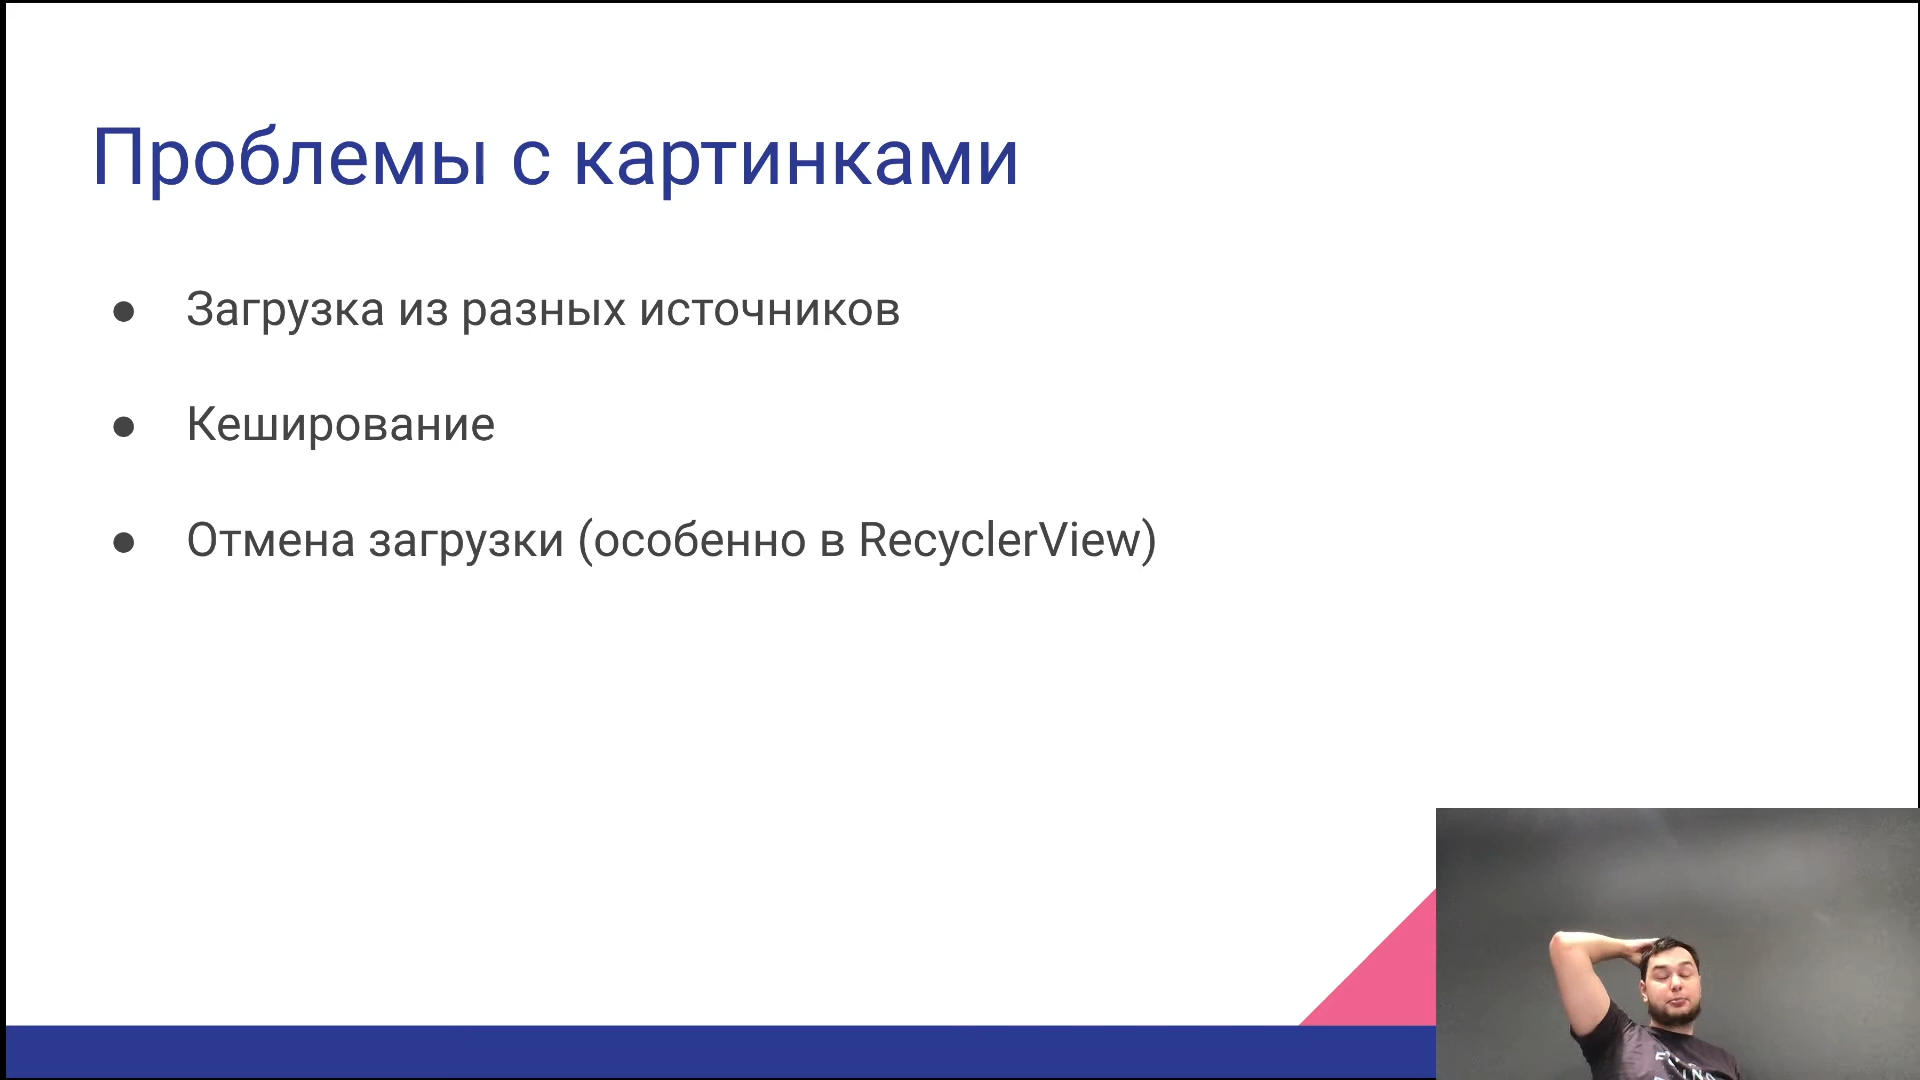 Проблемы с картинками
● Загрузка из разных источников
● Кеширование
● Отмена загрузки (особенно в RecyclerView)